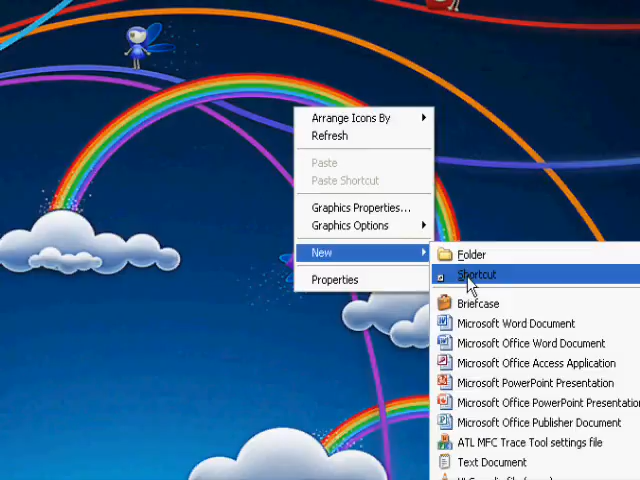 Arrange Icons By
Refresh
Paste
Paste Shortcut
Graphics Properties...
Graphics Options
New
Properties
Folder
Shortcut
Briefcase
Microsoft Word Document
Microsoft Office Word Document
Microsoft Office Access Application
Microsoft PowerPoint Presentation
Microsoft Office PowerPoint Presentation
Microsoft Office Publisher Document
ATL MFC Trace Tool settings file
Text Document